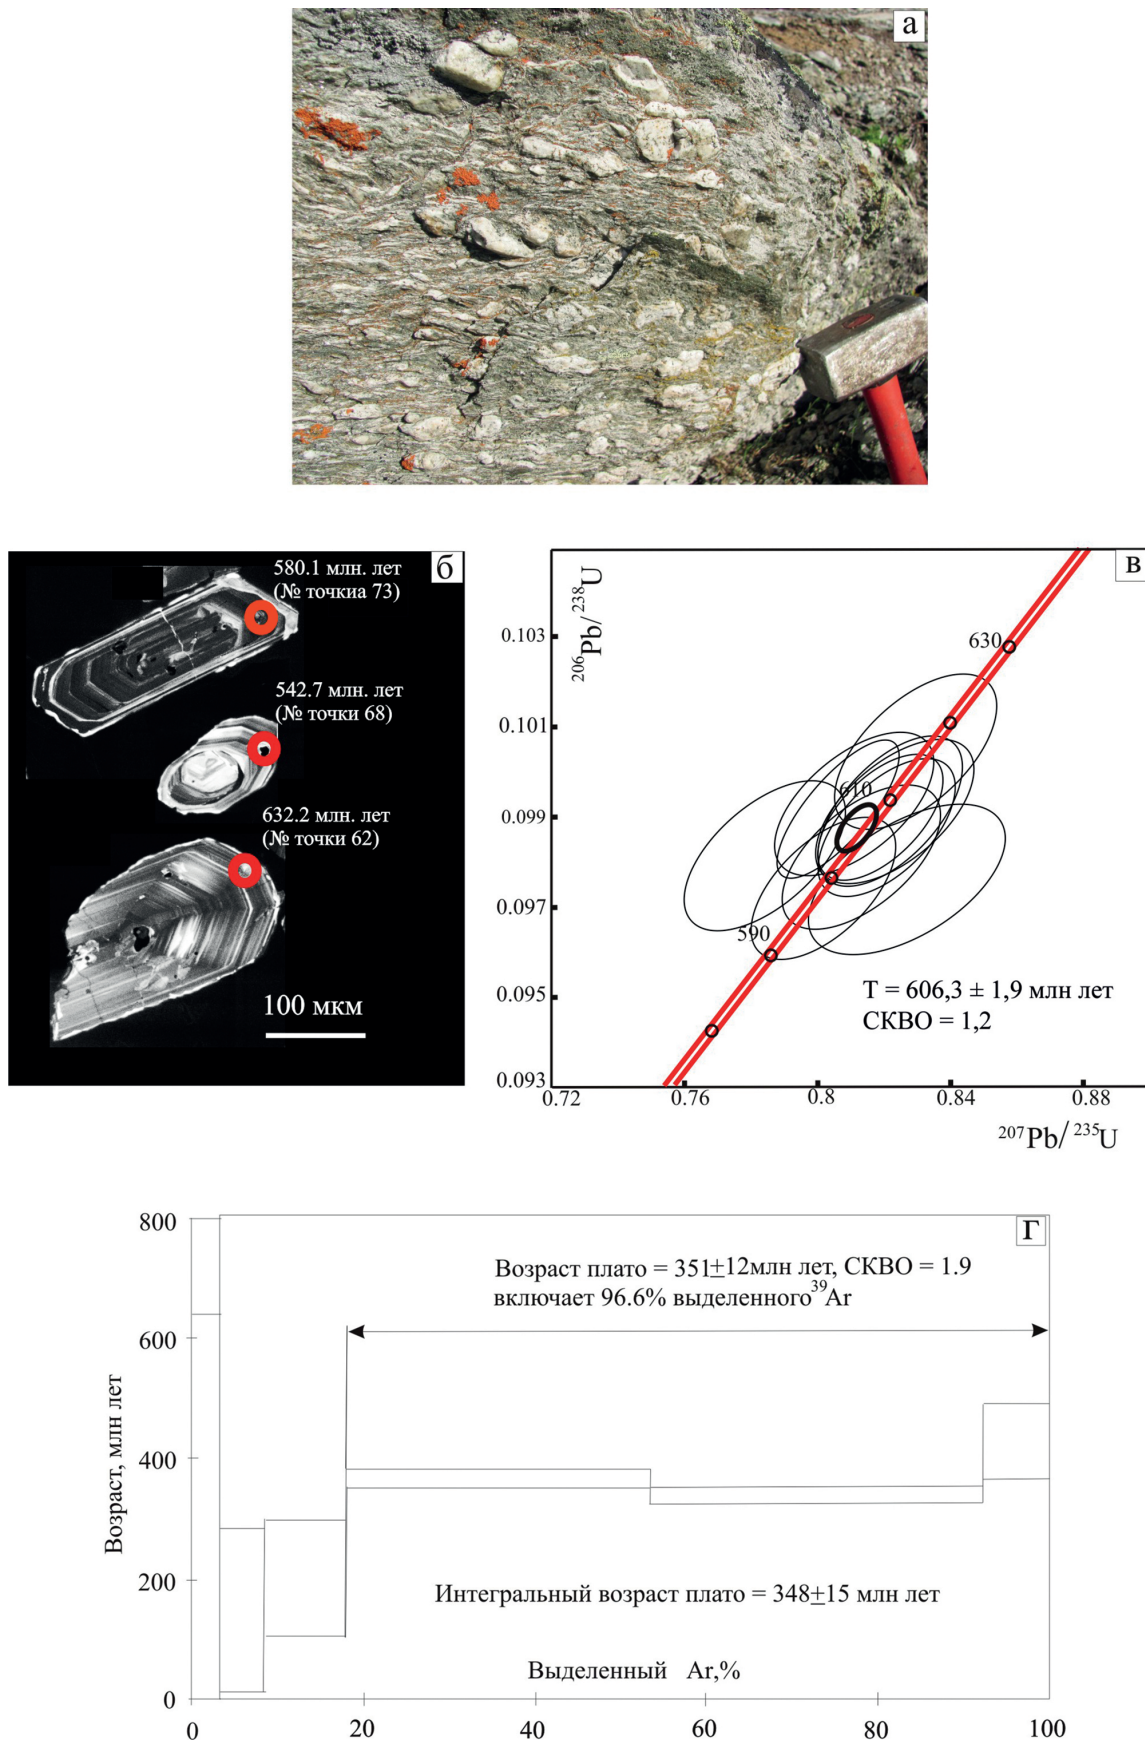 а
б
580.1 млн. лет
(№ точкиа 73)
542.7 млн. лет
(№ точки 68)
632.2 млн. лет
(№ точки 62)
100 мкм
в
206Pb/ 238U
0.103
0.101
0.099
0.097
0.095
0.093
630
610
590
T = 606,3 ± 1,9 млн лет
СКВО = 1,2
0.72
0.76
0.8
0.84
0.88
207Pb/ 235U
г
800
600
400
200
0
Возраст, млн лет
Возраст плато = 351±12млн лет, СКВО = 1.9
включает 96.6% выделенного 39Ar
Интегральный возраст плато = 348±15 млн лет
Выделенный Ar,%
0
20
40
60
80
100